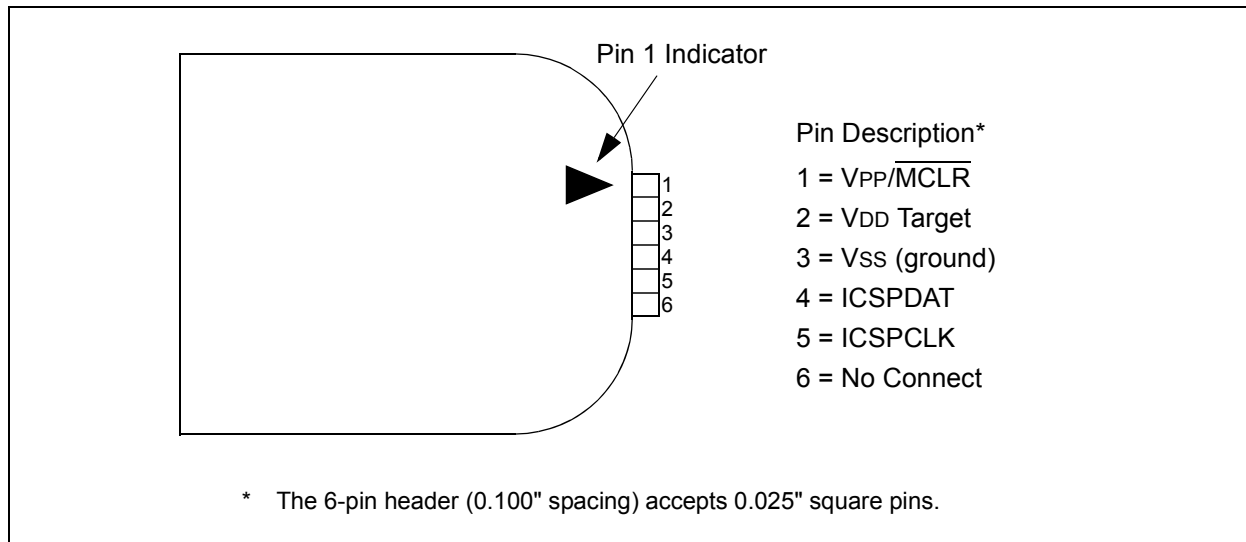 Pin 1 Indicator
Pin Description*
1 = VPP/M̅C̅L̅R̅
2 = VDD Target
3 = VSS (ground)
4 = ICSPDAT
5 = ICSPCLK
6 = No Connect
1
2
3
4
5
6
* The 6-pin header (0.100" spacing) accepts 0.025" square pins.